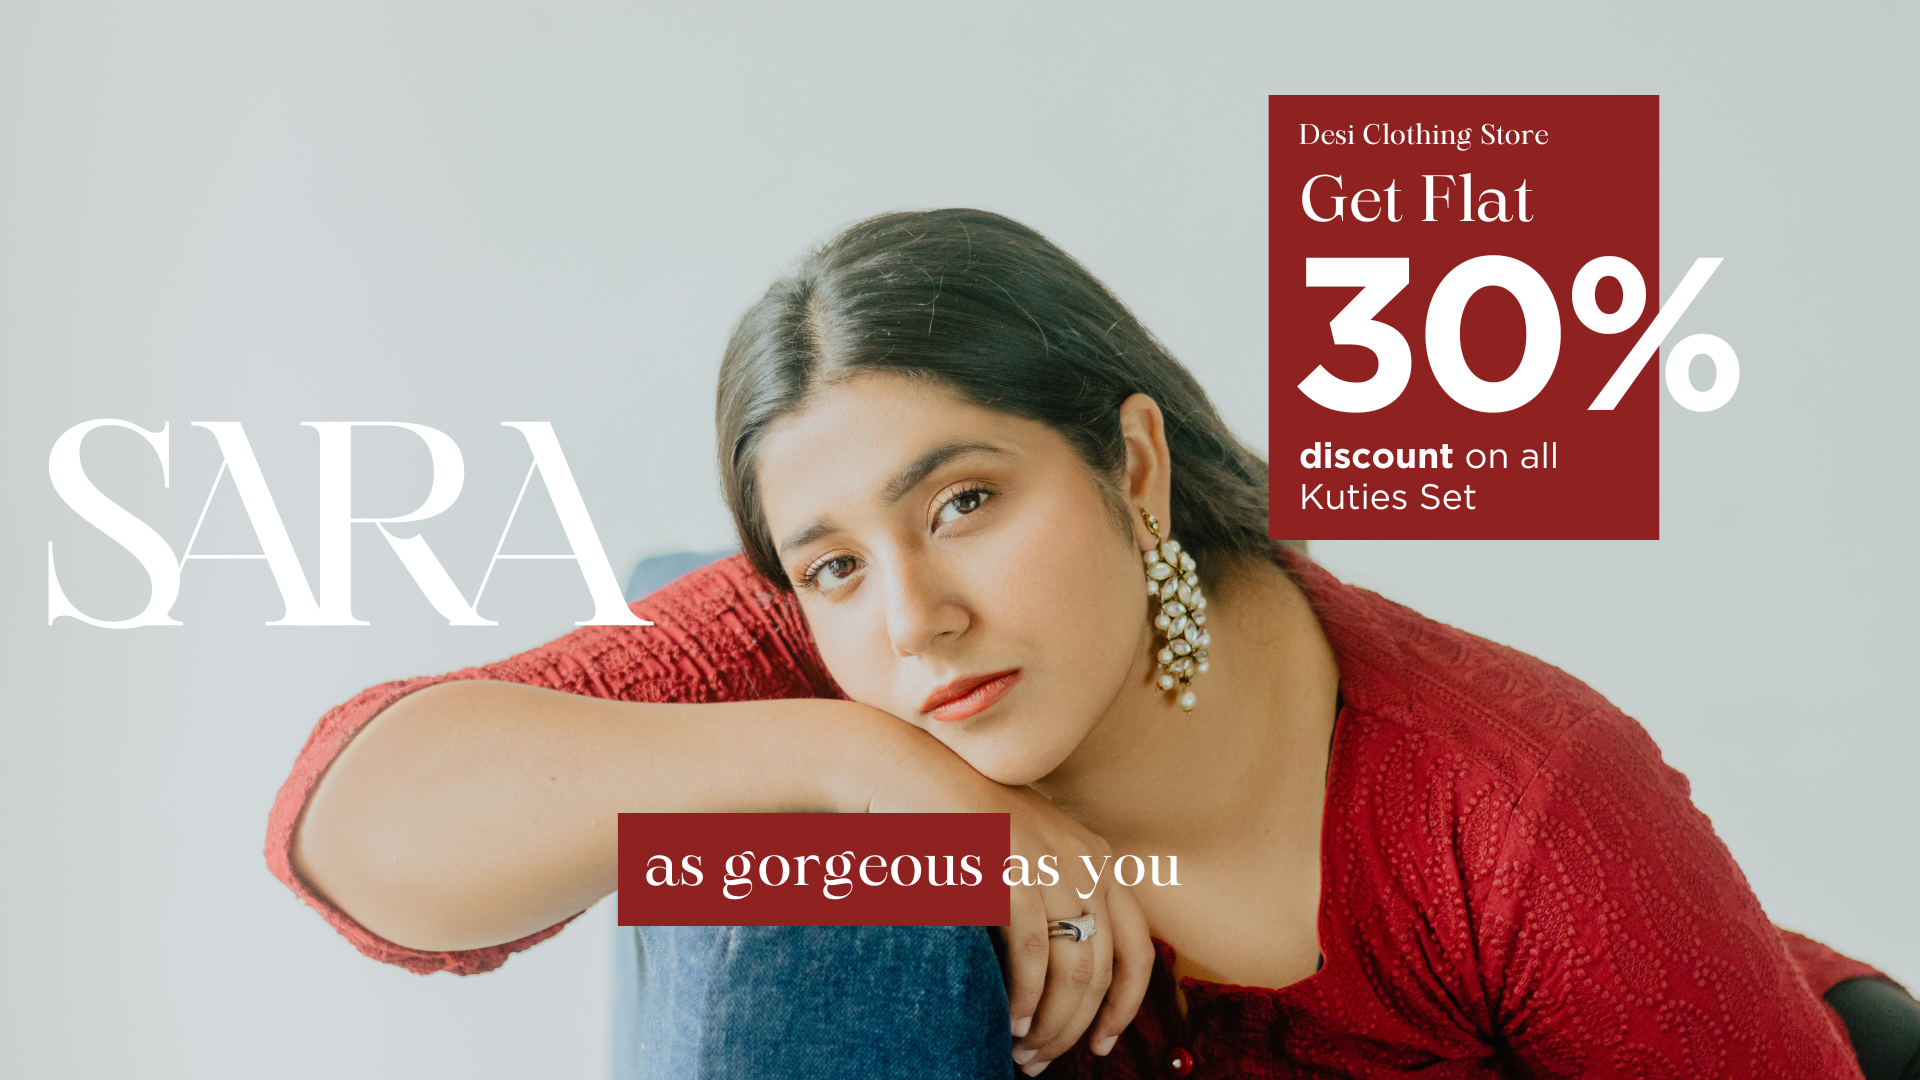 SARA
Desi Clothing Store
Get Flat
30%
discount on all
Kuties Set
as gorgeous as you